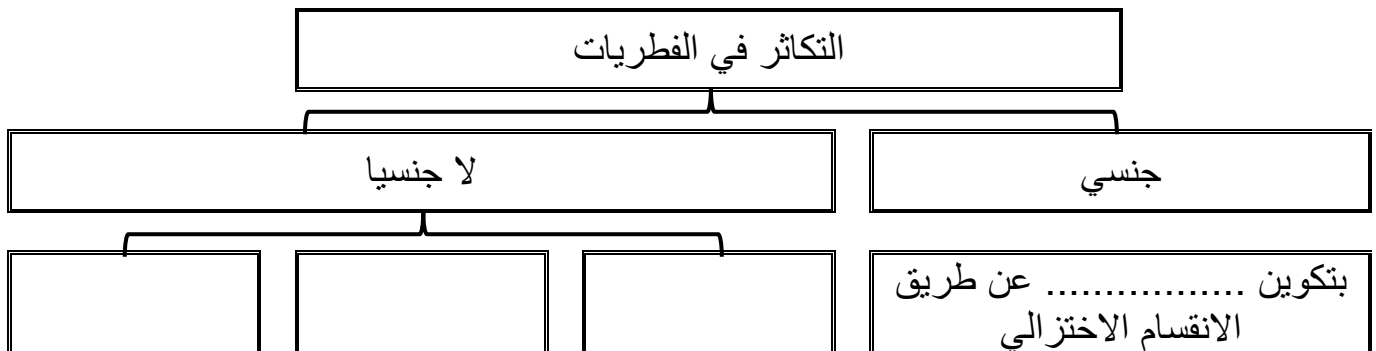 التكاثر في الفطريات
جنسي
لا جنسيا
بتكوين ................. عن طريق
الانقسام الاختزالي